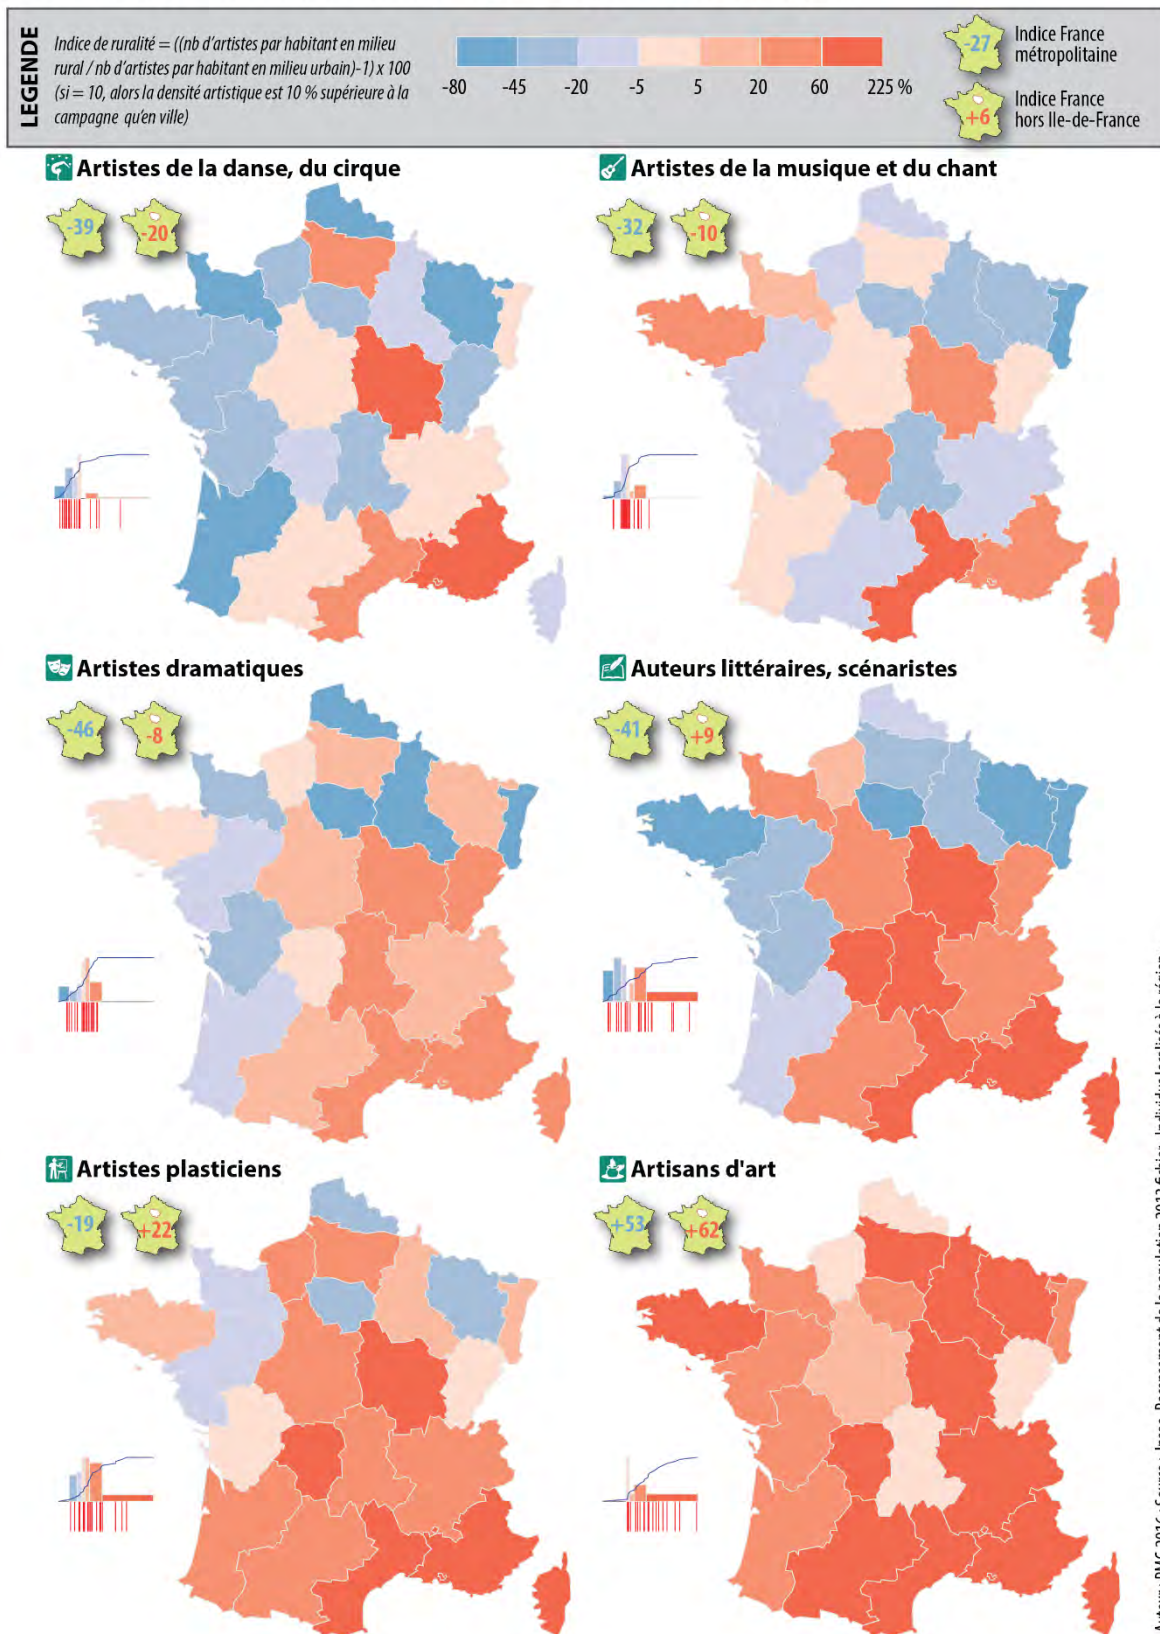 LEGENDE
Indice de ruralité = ((nb d'artistes par habitant en milieu
rural / nb d'artistes par habitant en milieu urbain)-1) x 100
(si = 10, alors la densité artistique est 10 % supérieure à la
campagne qu'en ville)
-80 -45 -20 -5 5 20 60 225 %
-27
Indice France
métropolitaine
+6
Indice France
hors Ile-de-France
Artistes de la danse, du cirque
-39 -20
Artistes de la musique et du chant
-32 -10
Artistes dramatiques
-46 -8
Auteurs littéraires, scénaristes
-41 +9
Artistes plasticiens
-19 +22
Artisans d'art
+53 +62